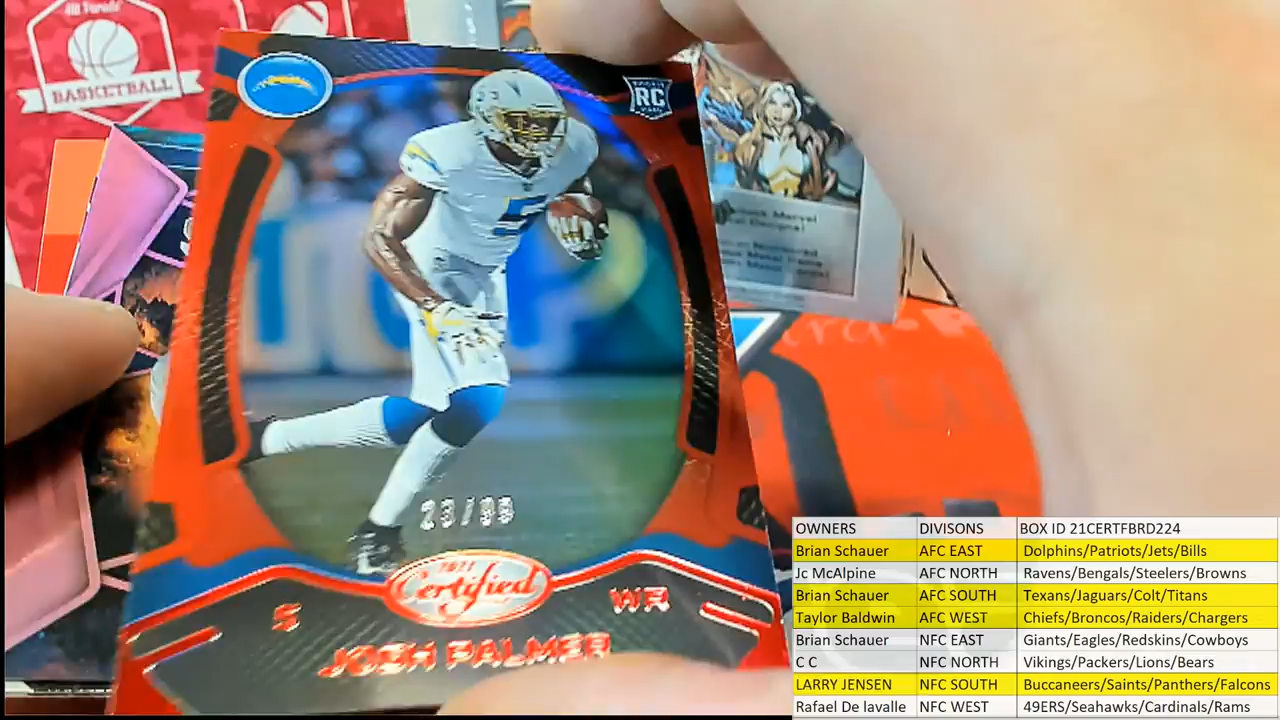 BASKETBALL
RC
5
23/99
2021
Certified
5
WR
JOSH PALMER
OWNERS DIVISONS BOX ID 21CERTFBRD224
Brian Schauer AFC EAST Dolphins/Patriots/Jets/Bills
Jc McAlpine AFC NORTH Ravens/Bengals/Steelers/Browns
Brian Schauer AFC SOUTH Texans/Jaguars/Colt/Titans
Taylor Baldwin AFC WEST Chiefs/Broncos/Raiders/Chargers
Brian Schauer NFC EAST Giants/Eagles/Redskins/Cowboys
C C NFC NORTH Vikings/Packers/Lions/Bears
LARRY JENSEN NFC SOUTH Buccaneers/Saints/Panthers/Falcons
Rafael De lavalle NFC WEST 49ERS/Seahawks/Cardinals/Rams